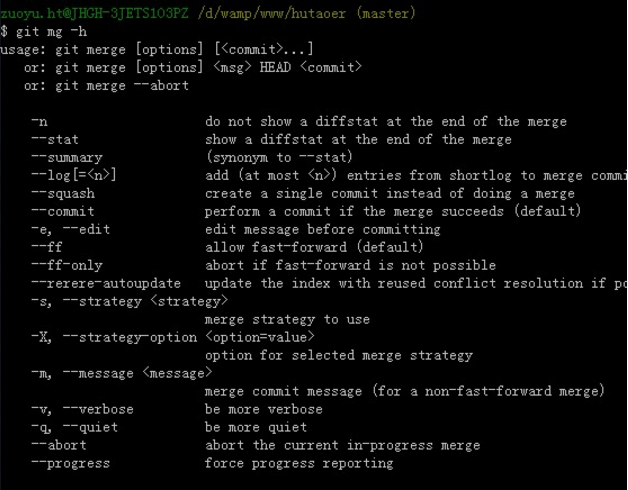 zuoyu.ht@JHGH-3JETS1O3PZ /d/wamp/www/hutaoer (master)
$ git mg -h
usage: git merge [options] [<commit>...]
or: git merge [options] <msg> HEAD <commit>
or: git merge --abort
-n do not show a diffstat at the end of the merge
--stat show a diffstat at the end of the merge
--summary (synonym to --stat)
--log[=<n>] add (at most <n>) entries from shortlog to merge commi
--squash create a single commit instead of doing a merge
--commit perform a commit if the merge succeeds (default)
-e, --edit edit message before committing
--ff allow fast-forward (default)
--ff-only abort if fast-forward is not possible
--rerere-autoupdate update the index with reused conflict resolution if po
-s, --strategy <strategy>
merge strategy to use
-X, --strategy-option <option=value>
option for selected merge strategy
-m, --message <message>
merge commit message (for a non-fast-forward merge)
-v, --verbose be more verbose
-q, --quiet be more quiet
--abort abort the current in-progress merge
--progress force progress reporting